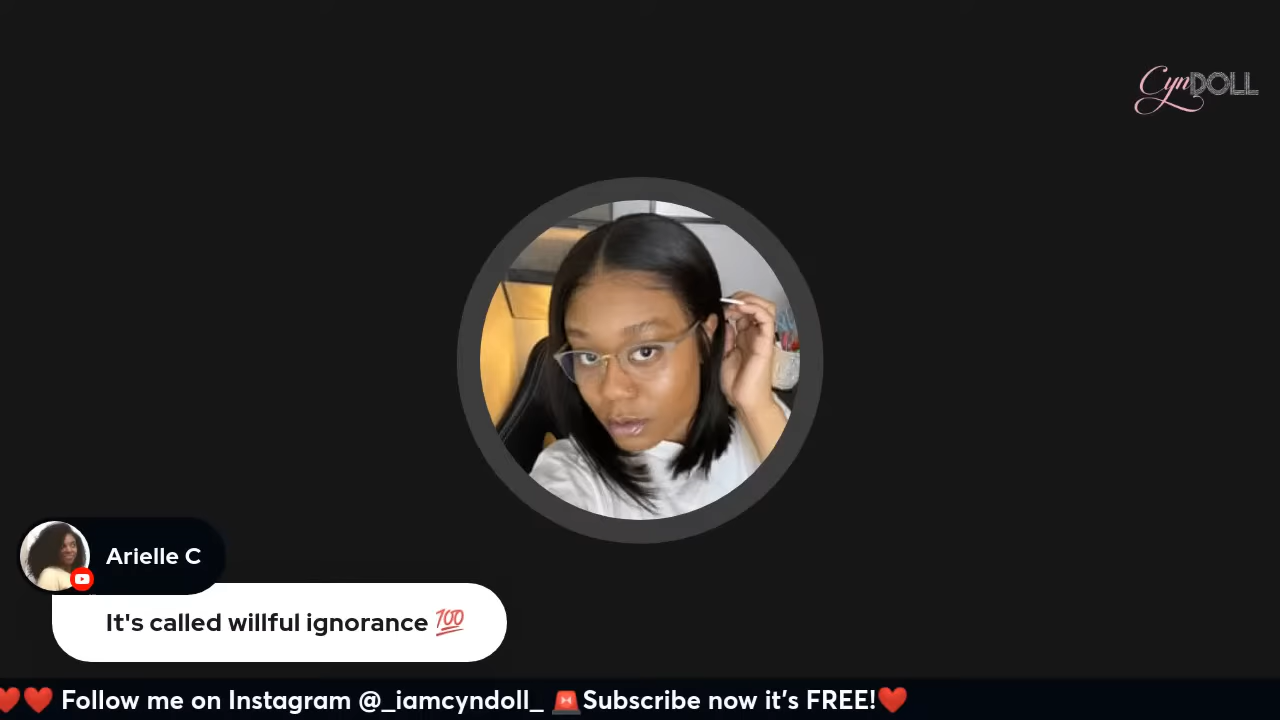 CynDOLL
Arielle C
It's called willful ignorance 💯
❤️❤️ Follow me on Instagram @_iamcyndoll_ 🚨Subscribe now it's FREE!❤️